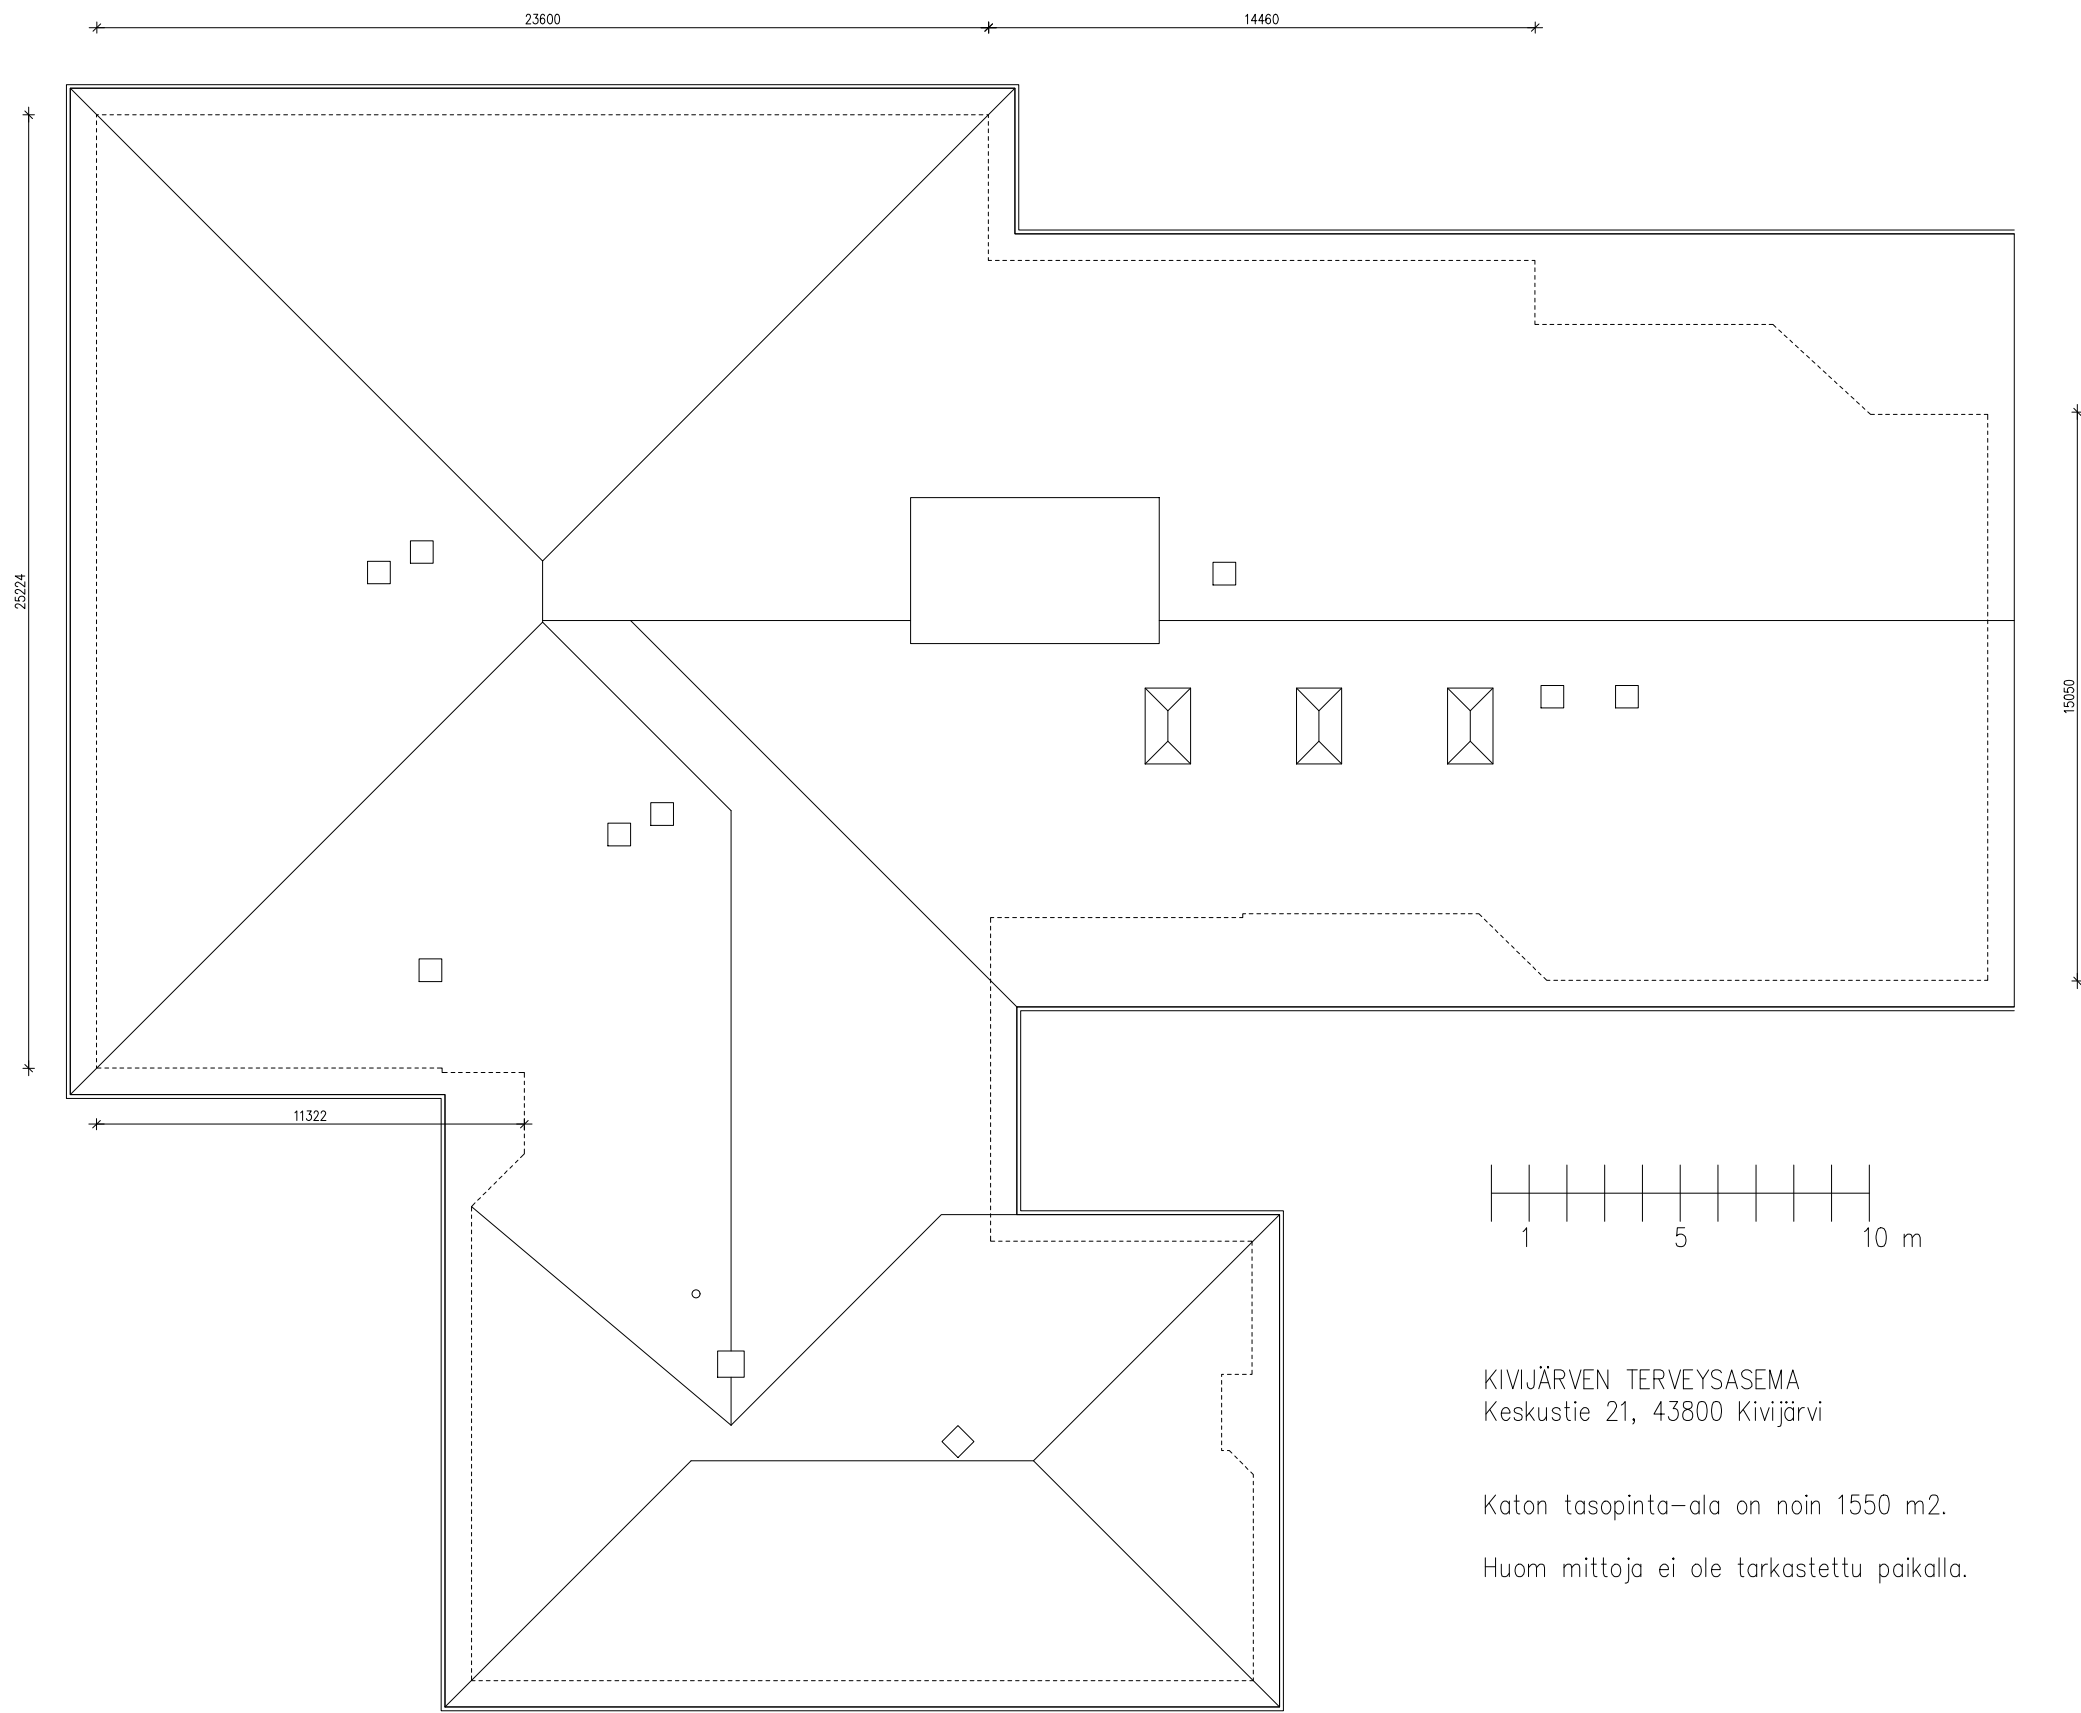 23600
14460
25224
15050
11322
1 5 10 m
KIVIJÄRVEN TERVEYSASEMA
Keskustie 21, 43800 Kivijärvi
Katon tasopinta-ala on noin 1550 m2.
Huom mittoja ei ole tarkastettu paikalla.